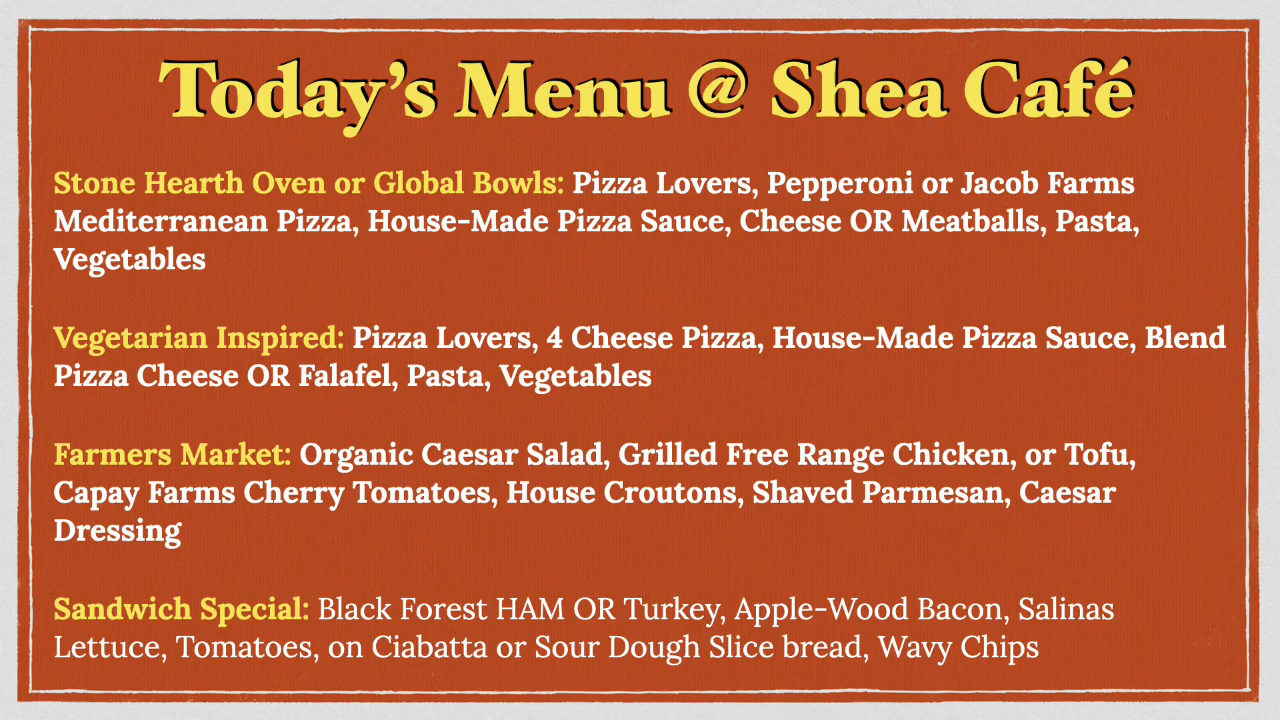 Today’s Menu @ Shea Café
Stone Hearth Oven or Global Bowls: Pizza Lovers, Pepperoni or Jacob Farms
Mediterranean Pizza, House-Made Pizza Sauce, Cheese OR Meatballs, Pasta,
Vegetables
Vegetarian Inspired: Pizza Lovers, 4 Cheese Pizza, House-Made Pizza Sauce, Blend
Pizza Cheese OR Falafel, Pasta, Vegetables
Farmers Market: Organic Caesar Salad, Grilled Free Range Chicken, or Tofu,
Capay Farms Cherry Tomatoes, House Croutons, Shaved Parmesan, Caesar
Dressing
Sandwich Special: Black Forest HAM OR Turkey, Apple-Wood Bacon, Salinas
Lettuce, Tomatoes, on Ciabatta or Sour Dough Slice bread, Wavy Chips